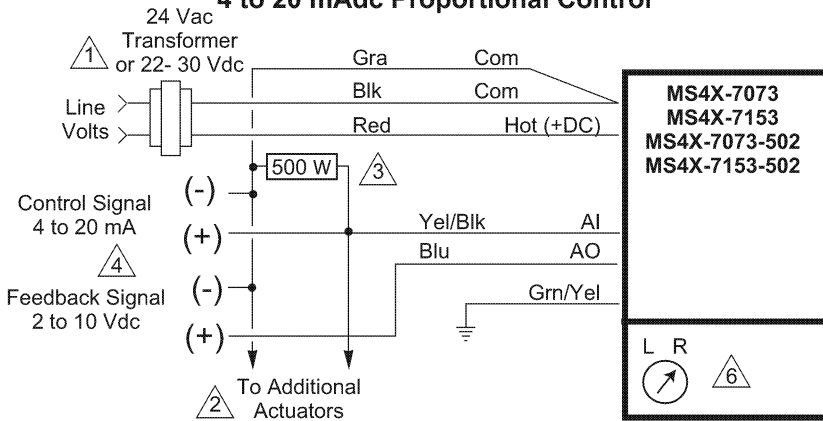 4 to 20 mAdc Proportional Control
24 Vac
Transformer
or 22- 30 Vdc
1
Gra Com
Blk Com
Red Hot (+DC)
Line
Volts
MS4X-7073
MS4X-7153
MS4X-7073-502
MS4X-7153-502
500 W
3
Control Signal
4 to 20 mA
(-)
(+)
Yel/Blk AI
Blu AO
4
Feedback Signal
2 to 10 Vdc
(-)
(+)
Grn/Yel
L R
6
2
To Additional
Actuators